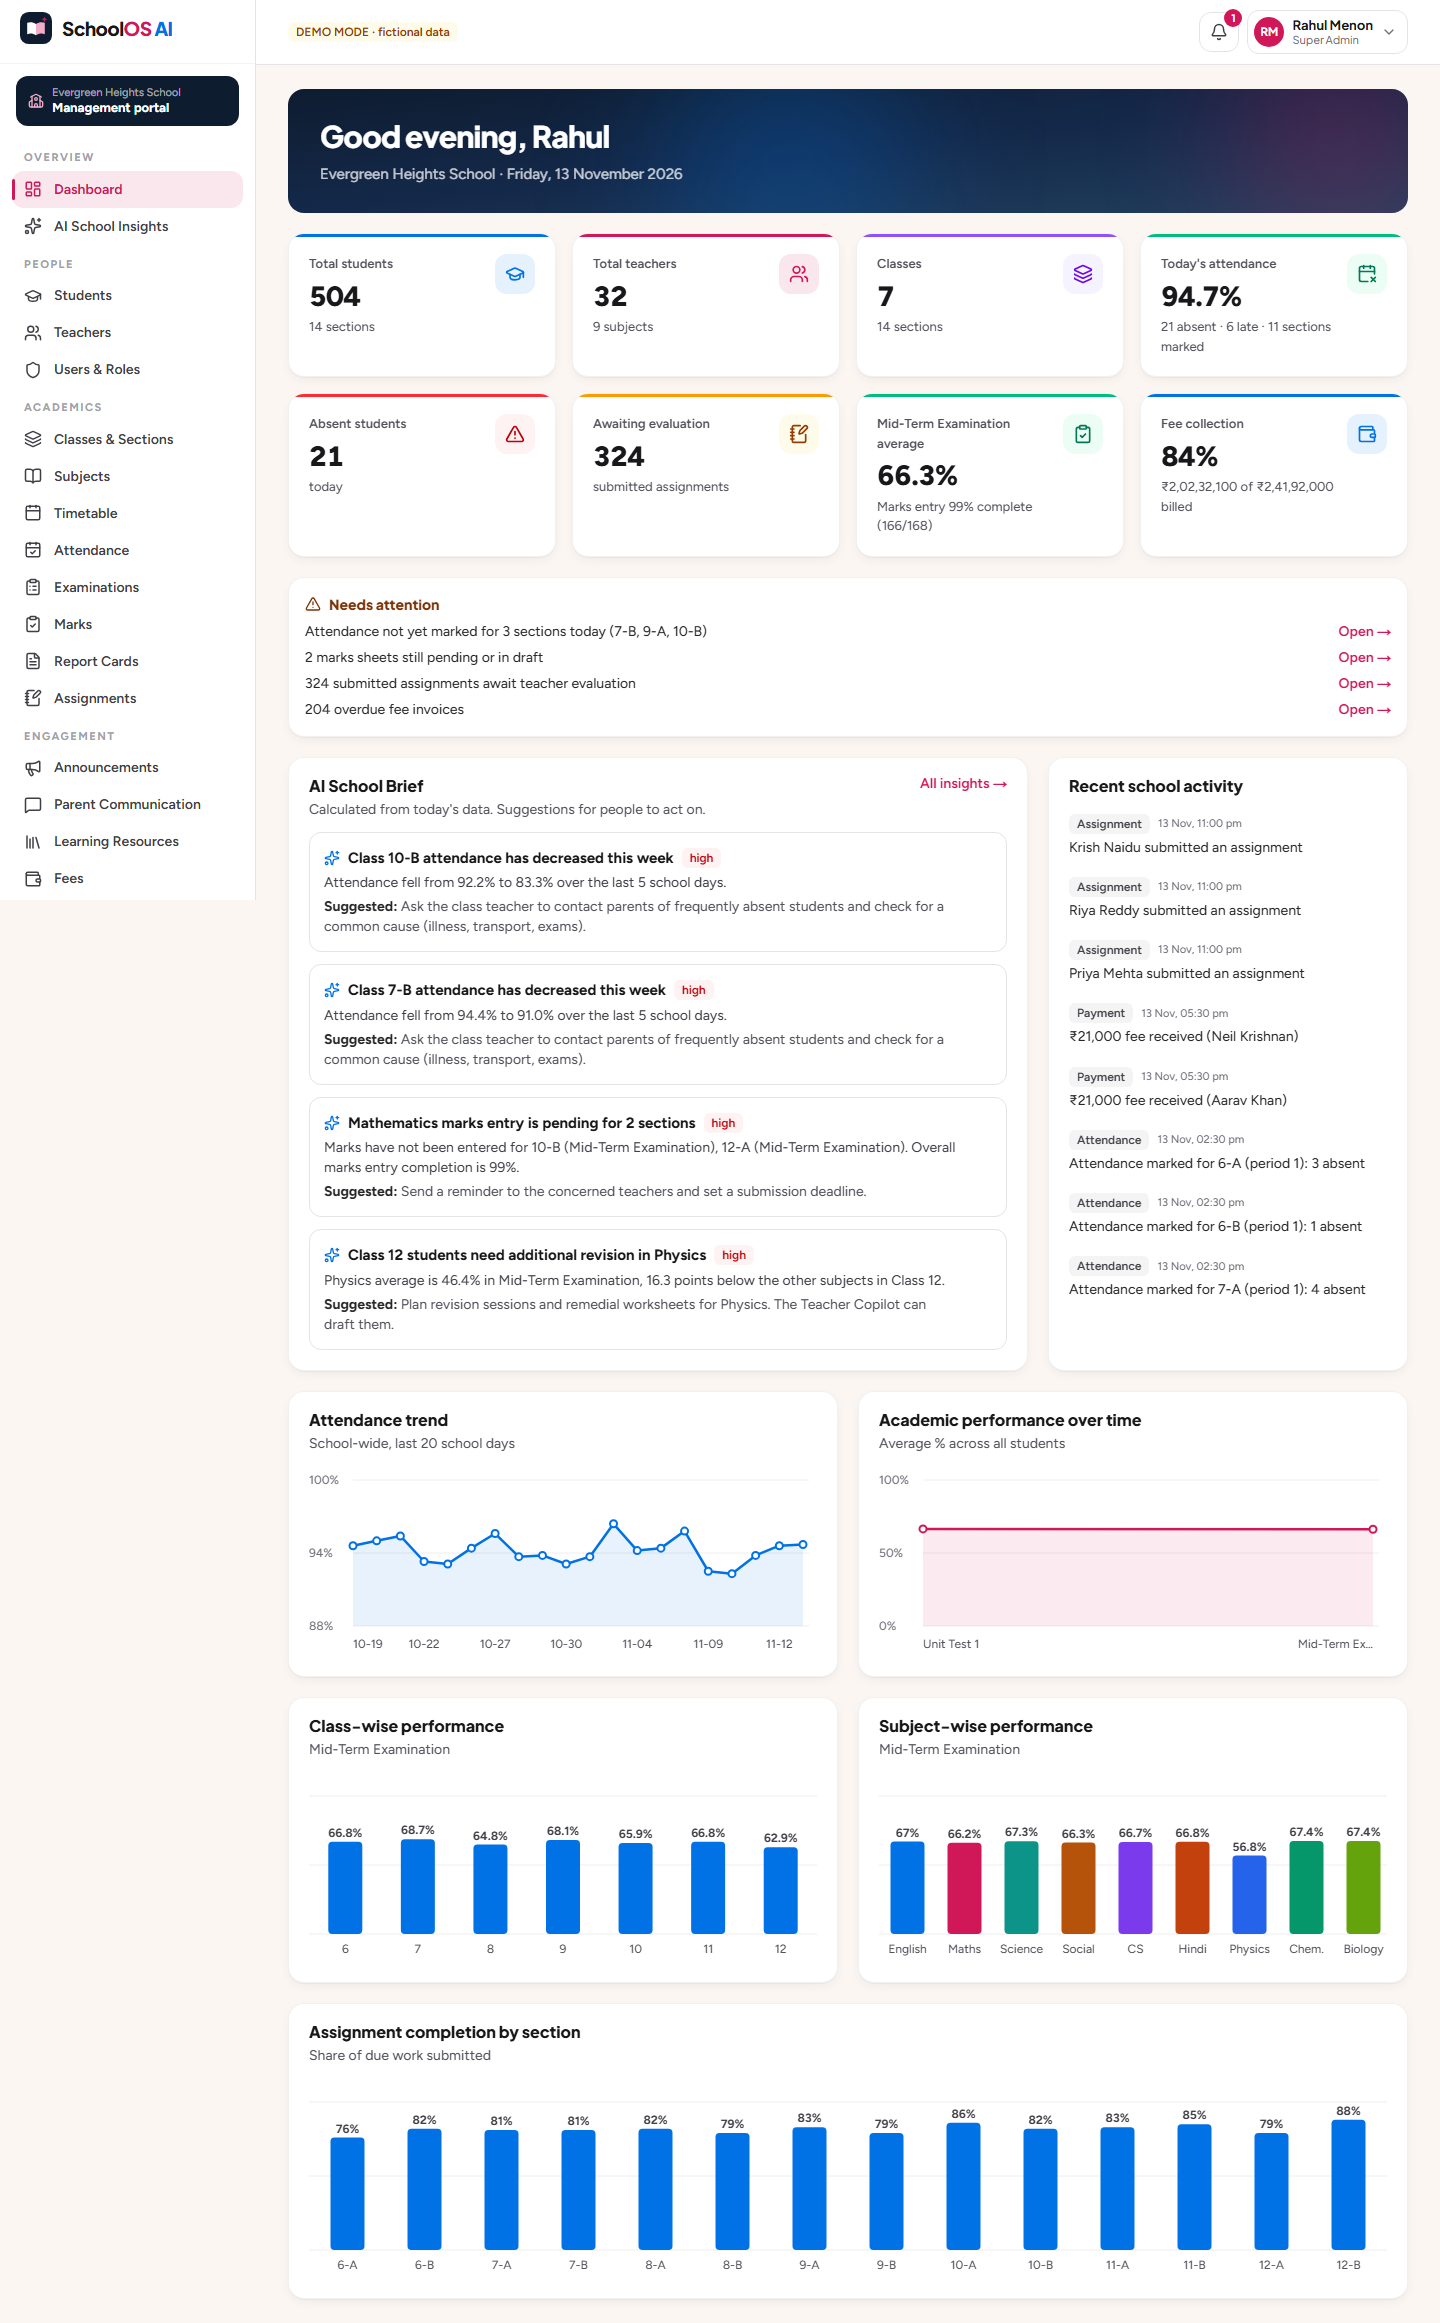 SchoolOS AI
DEMO MODE · fictional data
1
RM
Rahul Menon
Super Admin
Evergreen Heights School
Management portal
OVERVIEW
Dashboard
AI School Insights
PEOPLE
Students
Teachers
Users & Roles
ACADEMICS
Classes & Sections
Subjects
Timetable
Attendance
Examinations
Marks
Report Cards
Assignments
ENGAGEMENT
Announcements
Parent Communication
Learning Resources
Fees
Good evening, Rahul
Evergreen Heights School · Friday, 13 November 2026
Total students
504
14 sections
Total teachers
32
9 subjects
Classes
7
14 sections
Today's attendance
94.7%
21 absent · 6 late · 11 sections
marked
Absent students
21
today
Awaiting evaluation
324
submitted assignments
Mid-Term Examination
average
66.3%
Marks entry 99% complete
(166/168)
Fee collection
84%
₹2,02,32,100 of ₹2,41,92,000
billed
Needs attention
Attendance not yet marked for 3 sections today (7-B, 9-A, 10-B) Open →
2 marks sheets still pending or in draft Open →
324 submitted assignments await teacher evaluation Open →
204 overdue fee invoices Open →
AI School Brief
All insights →
Calculated from today's data. Suggestions for people to act on.
Class 10-B attendance has decreased this week high
Attendance fell from 92.2% to 83.3% over the last 5 school days.
Suggested: Ask the class teacher to contact parents of frequently absent students and check for a
common cause (illness, transport, exams).
Class 7-B attendance has decreased this week high
Attendance fell from 94.4% to 91.0% over the last 5 school days.
Suggested: Ask the class teacher to contact parents of frequently absent students and check for a
common cause (illness, transport, exams).
Mathematics marks entry is pending for 2 sections high
Marks have not been entered for 10-B (Mid-Term Examination), 12-A (Mid-Term Examination). Overall
marks entry completion is 99%.
Suggested: Send a reminder to the concerned teachers and set a submission deadline.
Class 12 students need additional revision in Physics high
Physics average is 46.4% in Mid-Term Examination, 16.3 points below the other subjects in Class 12.
Suggested: Plan revision sessions and remedial worksheets for Physics. The Teacher Copilot can
draft them.
Recent school activity
Assignment 13 Nov, 11:00 pm
Krish Naidu submitted an assignment
Assignment 13 Nov, 11:00 pm
Riya Reddy submitted an assignment
Assignment 13 Nov, 11:00 pm
Priya Mehta submitted an assignment
Payment 13 Nov, 05:30 pm
₹21,000 fee received (Neil Krishnan)
Payment 13 Nov, 05:30 pm
₹21,000 fee received (Aarav Khan)
Attendance 13 Nov, 02:30 pm
Attendance marked for 6-A (period 1): 3 absent
Attendance 13 Nov, 02:30 pm
Attendance marked for 6-B (period 1): 1 absent
Attendance 13 Nov, 02:30 pm
Attendance marked for 7-A (period 1): 4 absent
Attendance trend
School-wide, last 20 school days
100%
94%
88%
10-19 10-22 10-27 10-30 11-04 11-09 11-12
Academic performance over time
Average % across all students
100%
50%
0%
Unit Test 1 Mid-Term Ex...
Class-wise performance
Mid-Term Examination
66.8% 68.7% 64.8% 68.1% 65.9% 66.8% 62.9%
6 7 8 9 10 11 12
Subject-wise performance
Mid-Term Examination
67% 66.2% 67.3% 66.3% 66.7% 66.8% 56.8% 67.4% 67.4%
English Maths Science Social CS Hindi Physics Chem. Biology
Assignment completion by section
Share of due work submitted
76% 82% 81% 81% 82% 79% 83% 79% 86% 82% 83% 85% 79% 88%
6-A 6-B 7-A 7-B 8-A 8-B 9-A 9-B 10-A 10-B 11-A 11-B 12-A 12-B